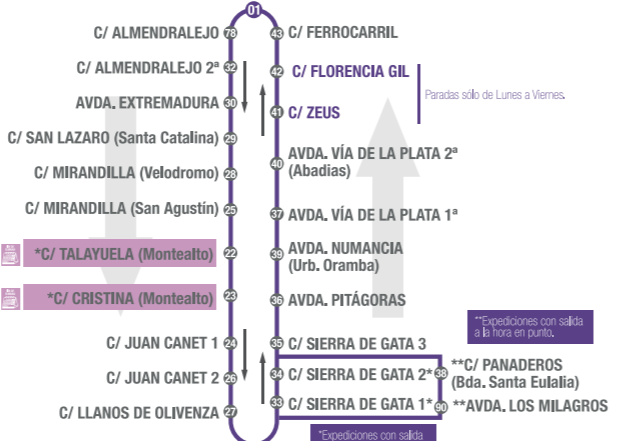 01
C/ ALMENDRALEJO 78
C/ ALMENDRALEJO 2ª 32
AVDA. EXTREMADURA 30
C/ SAN LAZARO (Santa Catalina) 29
C/ MIRANDILLA (Velodromo) 28
C/ MIRANDILLA (San Agustín) 25
*C/ TALAYUELA (Montealto) 22
*C/ CRISTINA (Montealto) 23
C/ JUAN CANET 1 24
C/ JUAN CANET 2 26
C/ LLANOS DE OLIVENZA 27
43 C/ FERROCARRIL
42 C/ FLORENCIA GIL
41 C/ ZEUS
Paradas sólo de Lunes a Viernes.
40 AVDA. VÍA DE LA PLATA 2ª
(Abadias)
37 AVDA. VÍA DE LA PLATA 1ª
39 AVDA. NUMANCIA
(Urb. Oramba)
36 AVDA. PITÁGORAS
**Expediciones con salida
a la hora en punto.
35 C/ SIERRA DE GATA 3
34 C/ SIERRA DE GATA 2*
38 **C/ PANADEROS
(Bda. Santa Eulalia)
33 C/ SIERRA DE GATA 1*
90 **AVDA. LOS MILAGROS
*Expediciones con salida